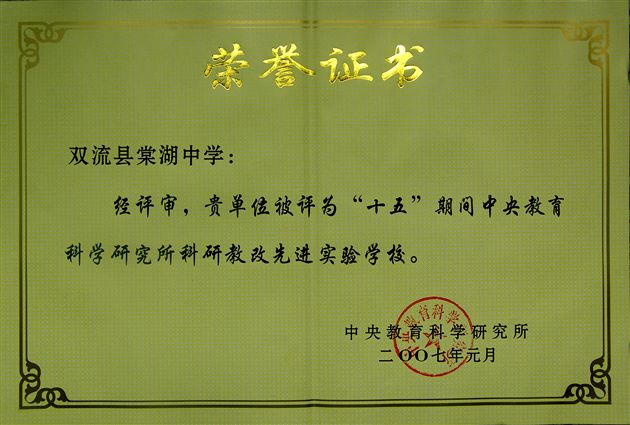 荣誉证书
双流县棠湖中学：
经评审，贵单位被评为“十五”期间中央教育
科学研究所科研教改先进实验学校。
中央教育科学研究所
二〇〇七年元月